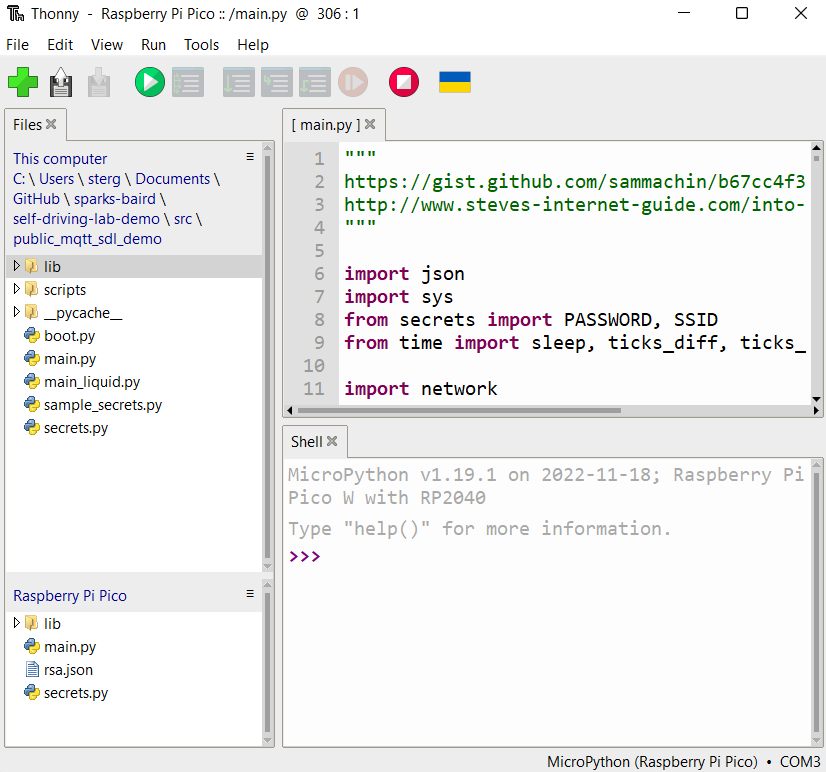 Thonny - Raspberry Pi Pico :: /main.py @ 306 : 1
File Edit View Run Tools Help
Files
This computer
C: \ Users \ sterg \ Documents \
GitHub \ sparks-baird \
self-driving-lab-demo \ src \
public_mqtt_sdl_demo
lib
scripts
__pycache__
boot.py
main.py
main_liquid.py
sample_secrets.py
secrets.py
Raspberry Pi Pico
lib
main.py
rsa.json
secrets.py
[ main.py ]
1 """
2 https://gist.github.com/sammachin/b67cc4f3
3 http://www.steves-internet-guide.com/into-
4 """
5
6 import json
7 import sys
8 from secrets import PASSWORD, SSID
9 from time import sleep, ticks_diff, ticks_
10
11 import network
Shell
MicroPython v1.19.1 on 2022-11-18; Raspberry Pi
Pico W with RP2040
Type "help()" for more information.
>>>
MicroPython (Raspberry Pi Pico) • COM3